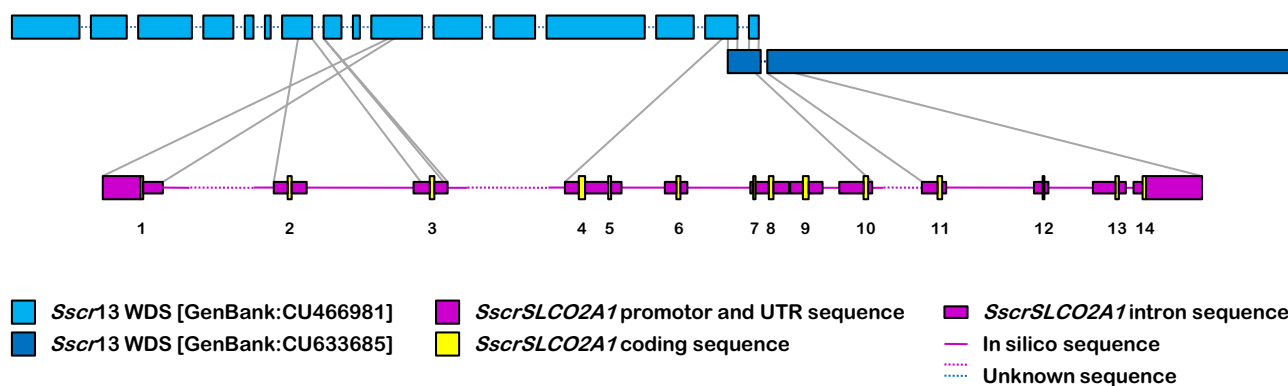 1 2 3 4 5 6 7 8 9 10 11 12 13 14
Sscr13 WDS [GenBank:CU466981]
SscrSLCO2A1 promotor and UTR sequence
SscrSLCO2A1 intron sequence
Sscr13 WDS [GenBank:CU633685]
SscrSLCO2A1 coding sequence
In silico sequence
Unknown sequence